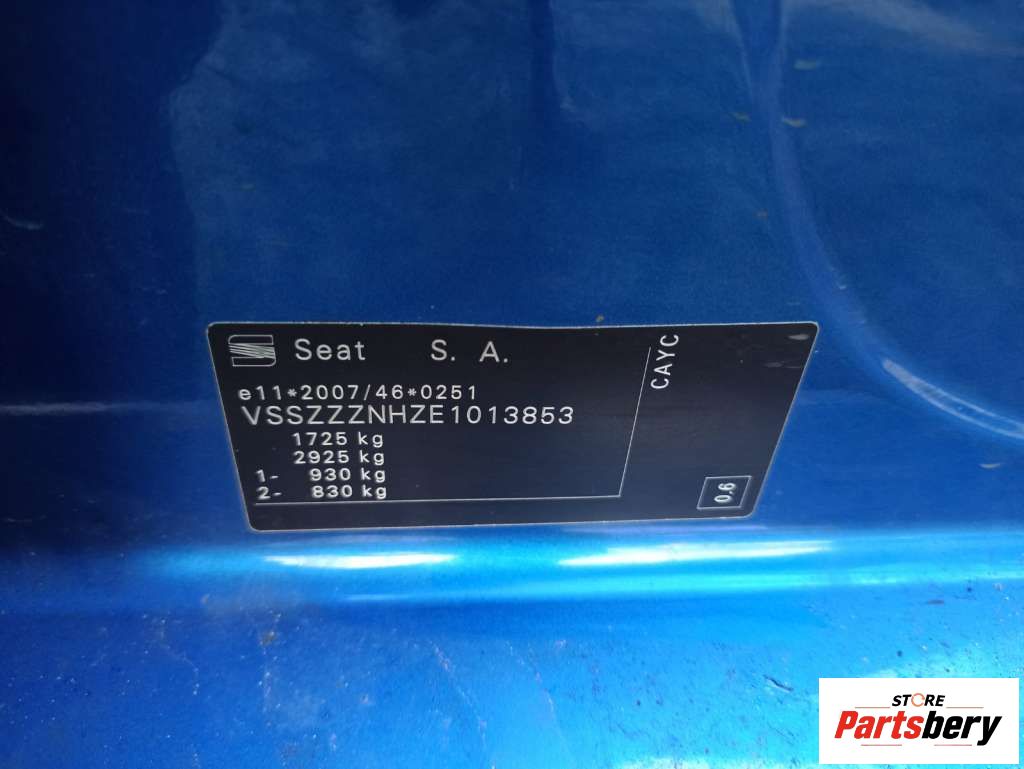 Seat S. A.
e11*2007/46*0251
VSSZZZNHZE1013853
1725 kg
2925 kg
1- 930 kg
2- 830 kg
CAYC
0.6
STORE
Partsbery